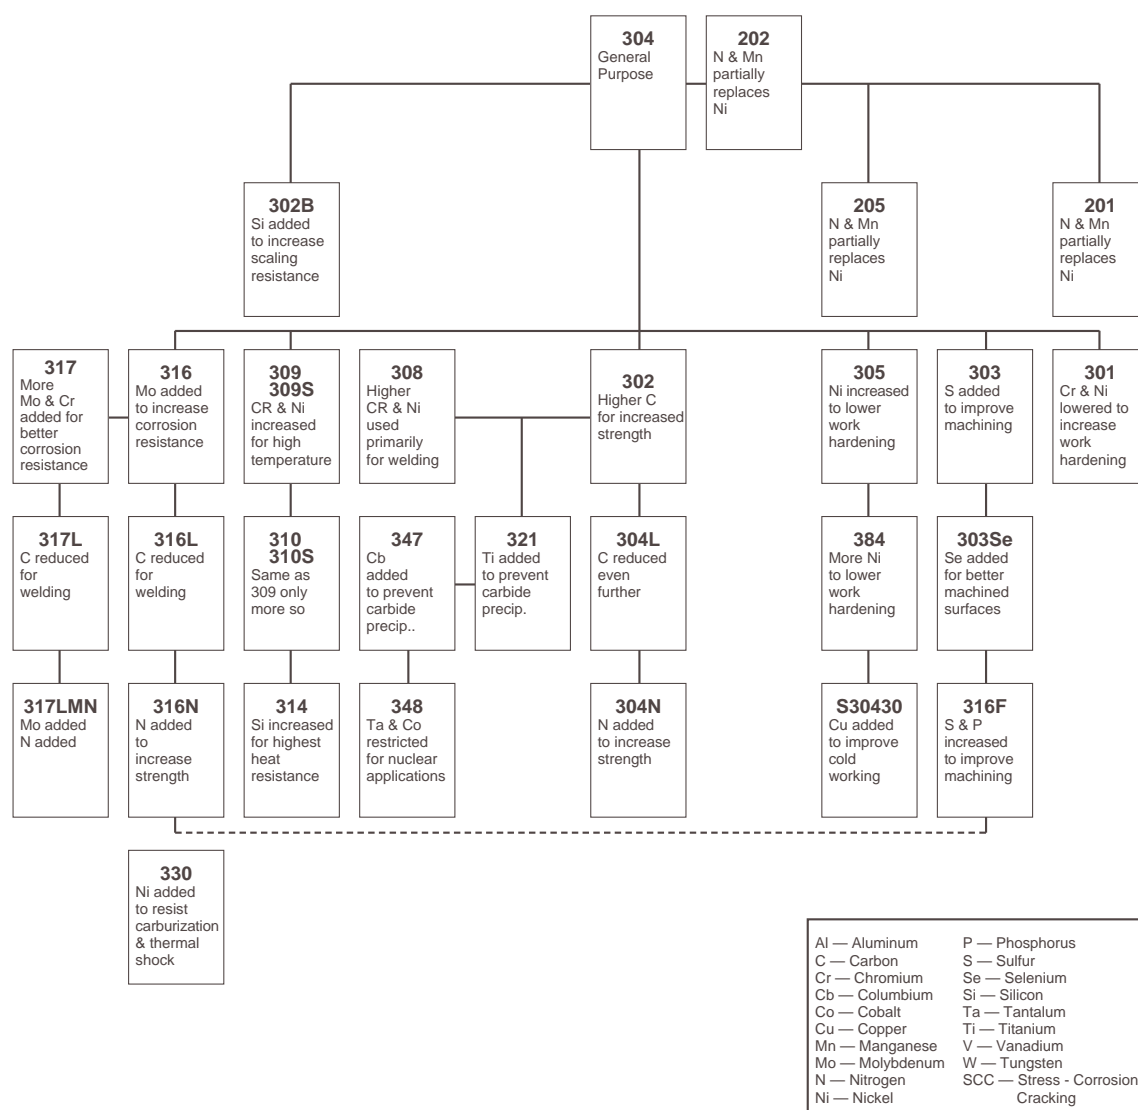 304
General
Purpose
202
N & Mn
partially
replaces
Ni
302B
Si added
to increase
scaling
resistance
205
N & Mn
partially
replaces
Ni
201
N & Mn
partially
replaces
Ni
317
More
Mo & Cr
added for
better
corrosion
resistance
316
Mo added
to increase
corrosion
resistance
309
309S
CR & Ni
increased
for high
temperature
308
Higher
CR & Ni
used
primarily
for welding
302
Higher C
for increased
strength
305
Ni increased
to lower
work
hardening
303
S added
to improve
machining
301
Cr & Ni
lowered to
increase
work
hardening
317L
C reduced
for
welding
316L
C reduced
for
welding
310
310S
Same as
309 only
more so
347
Cb
added
to prevent
carbide
precip..
321
Ti added
to prevent
carbide
precip.
304L
C reduced
even
further
384
More Ni
to lower
work
hardening
303Se
Se added
for better
machined
surfaces
317LMN
Mo added
N added
316N
N added
to
increase
strength
314
Si increased
for highest
heat
resistance
348
Ta & Co
restricted
for nuclear
applications
304N
N added
to increase
strength
S30430
Cu added
to improve
cold
working
316F
S & P
increased
to improve
machining
330
Ni added
to resist
carburization
& thermal
shock
Al — Aluminum
C — Carbon
Cr — Chromium
Cb — Columbium
Co — Cobalt
Cu — Copper
Mn — Manganese
Mo — Molybdenum
N — Nitrogen
Ni — Nickel
P — Phosphorus
S — Sulfur
Se — Selenium
Si — Silicon
Ta — Tantalum
Ti — Titanium
V — Vanadium
W — Tungsten
SCC — Stress - Corrosion
Cracking